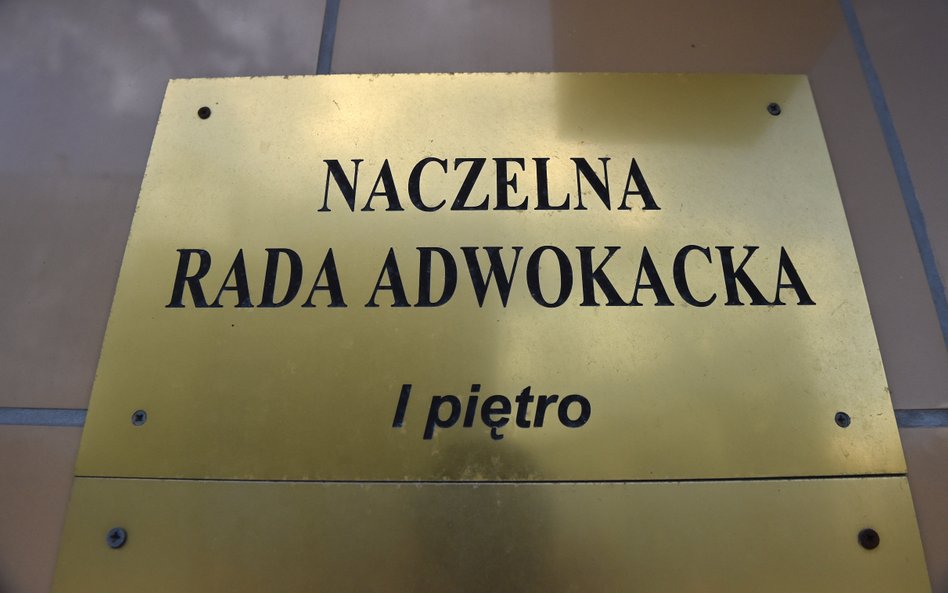 NACZELNA
RADA ADWOKACKA
I piętro